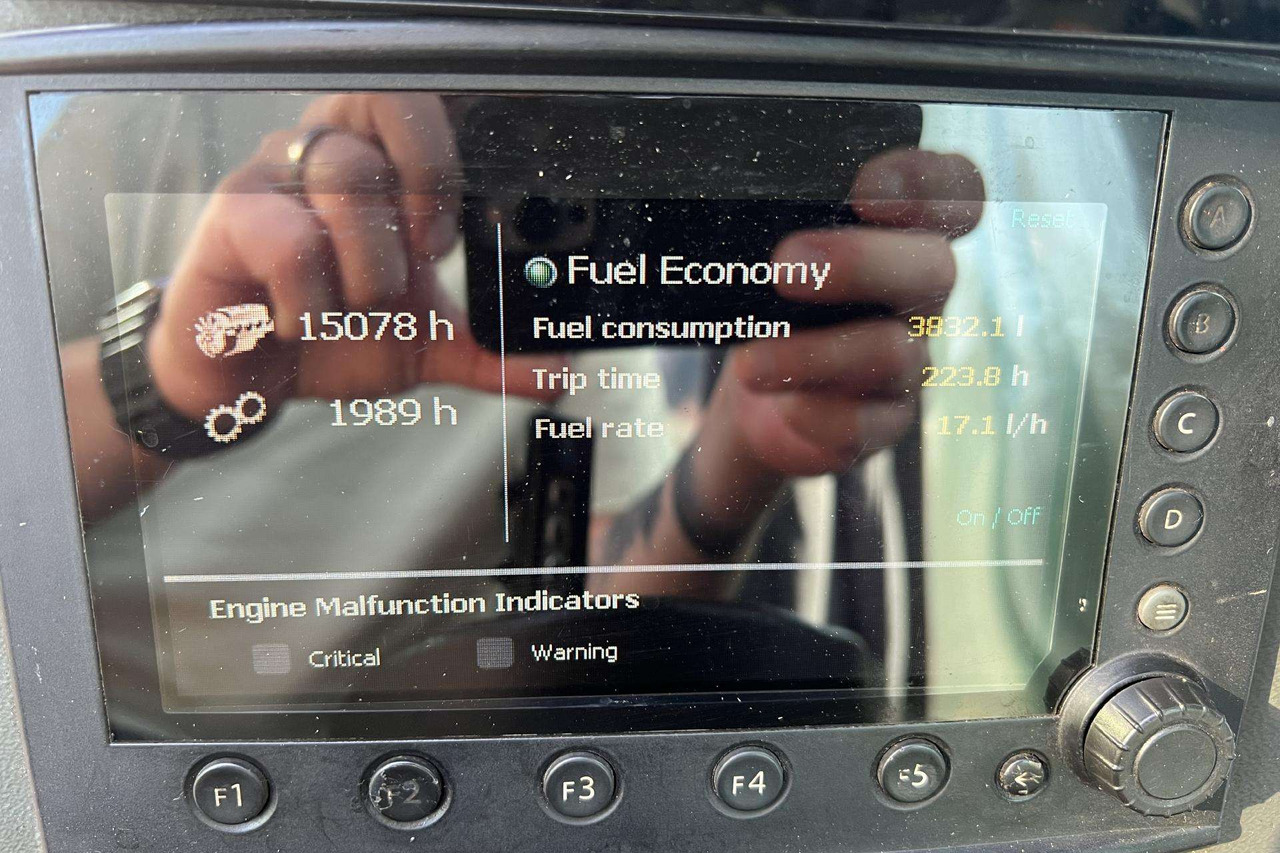 Reset
Fuel Economy
15078 h
Fuel consumption 3832.1 l
1989 h
Trip time 223.8 h
Fuel rate 17.1 l/h
On / Off
Engine Malfunction Indicators
Critical Warning
A
B
C
D
F1 F2 F3 F4 F5